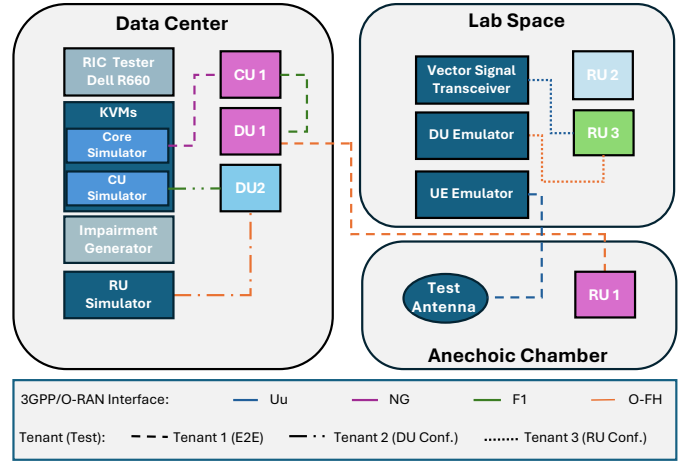 Data Center
RIC Tester
Dell R660
KVMs
Core
Simulator
CU
Simulator
Impairment
Generator
RU
Simulator
CU 1
DU 1
DU2
Lab Space
Vector Signal
Transceiver
DU Emulator
UE Emulator
RU 2
RU 3
Test
Antenna
RU 1
Anechoic Chamber
3GPP/O-RAN Interface: Uu NG F1 O-FH
Tenant (Test): Tenant 1 (E2E) Tenant 2 (DU Conf.) Tenant 3 (RU Conf.)